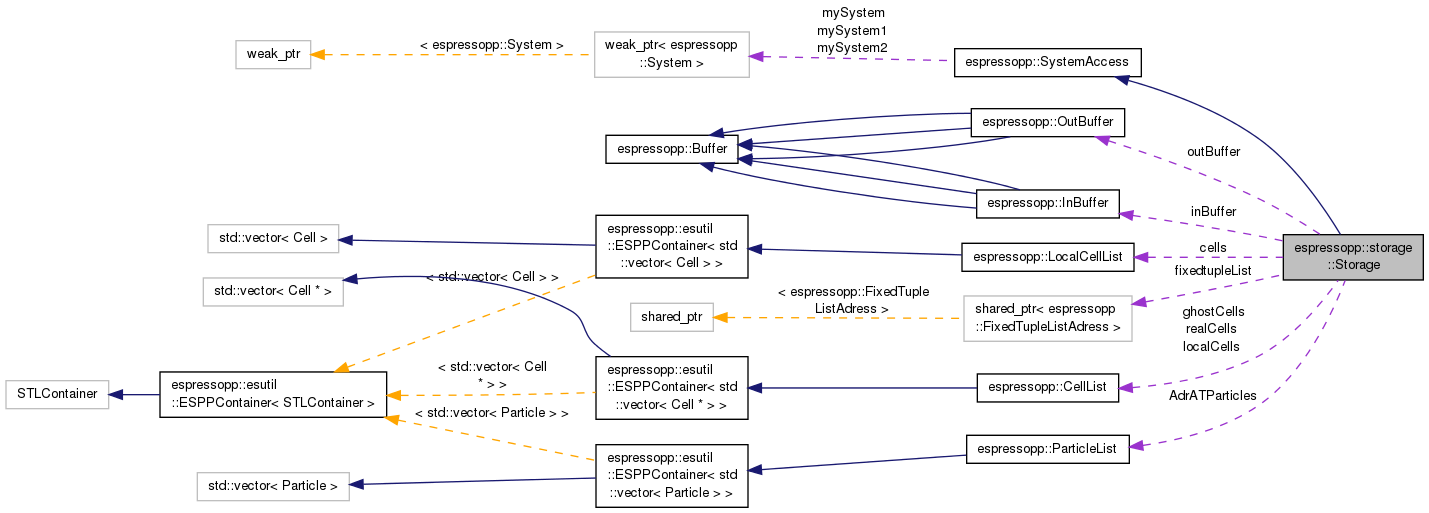 mySystem
mySystem1
mySystem2
weak_ptr
< espressopp::System >
weak_ptr< espressopp
::System >
espressopp::SystemAccess
espressopp::OutBuffer
espressopp::Buffer
outBuffer
espressopp::InBuffer
inBuffer
std::vector< Cell >
espressopp::esutil
::ESPPContainer< std
::vector< Cell > >
espressopp::LocalCellList
cells
espressopp::storage
::Storage
fixedtupleList
std::vector< Cell * >
< std::vector< Cell > >
< espressopp::FixedTuple
ListAdress >
shared_ptr
shared_ptr< espressopp
::FixedTupleListAdress >
ghostCells
realCells
localCells
STLContainer
espressopp::esutil
::ESPPContainer< STLContainer >
< std::vector< Cell
* > >
espressopp::esutil
::ESPPContainer< std
::vector< Cell * > >
espressopp::CellList
AdrATParticles
< std::vector< Particle > >
espressopp::ParticleList
std::vector< Particle >
espressopp::esutil
::ESPPContainer< std
::vector< Particle > >